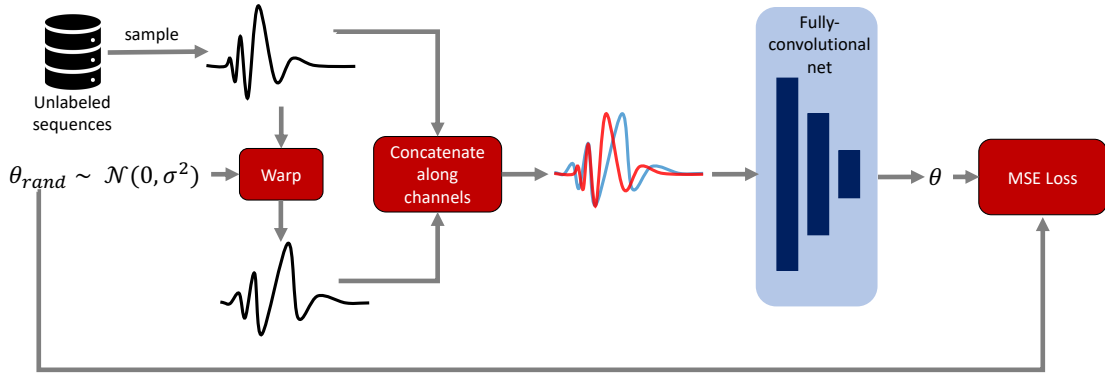 sample
Unlabeled
sequences
θ_rand ~ 𝒩(0, σ²)
Warp
Concatenate
along
channels
Fully-
convolutional
net
θ
MSE Loss